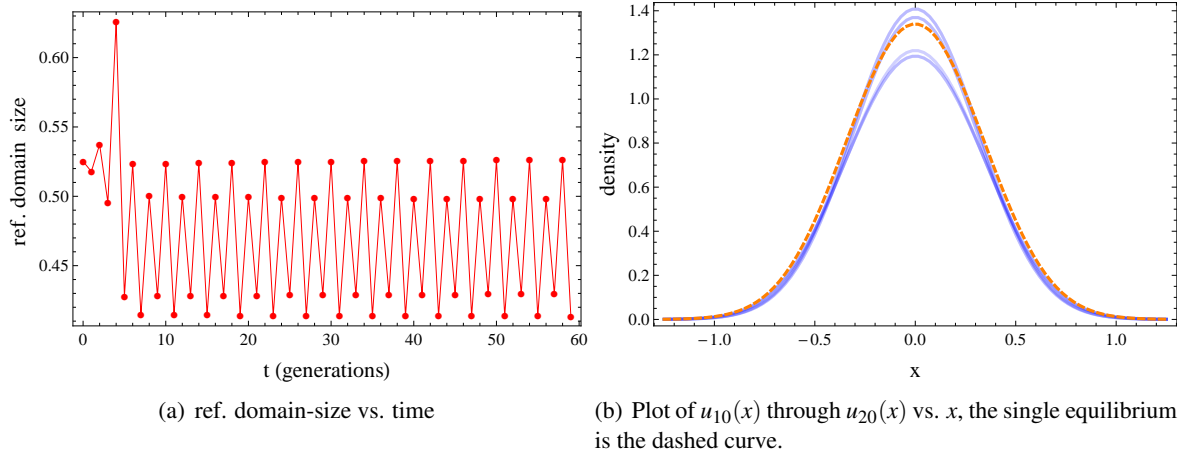 0.60
0.55
0.50
0.45
ref. domain size
0 10 20 30 40 50 60
t (generations)
(a) ref. domain-size vs. time
1.4
1.2
1.0
0.8
0.6
0.4
0.2
0.0
density
−1.0 −0.5 0.0 0.5 1.0
x
(b) Plot of u₁₀(x) through u₂₀(x) vs. x, the single equilibrium
is the dashed curve.